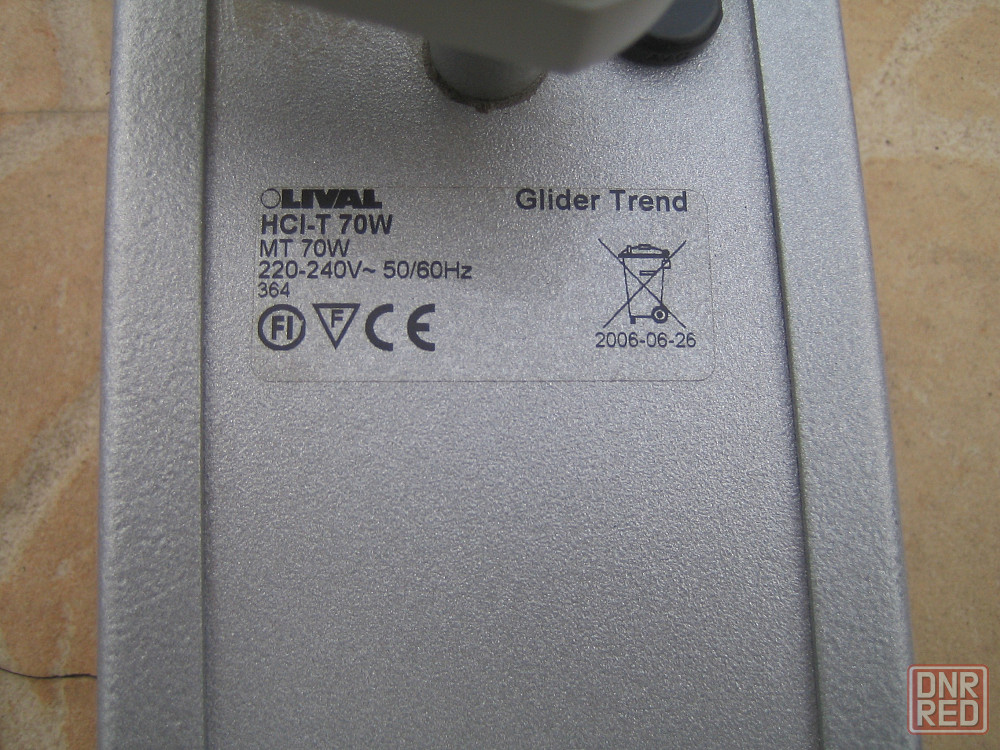 LIVAL
Glider Trend
HCI-T 70W
MT 70W
220-240V~ 50/60Hz
364
FI F CE
2006-06-26
DNR
RED